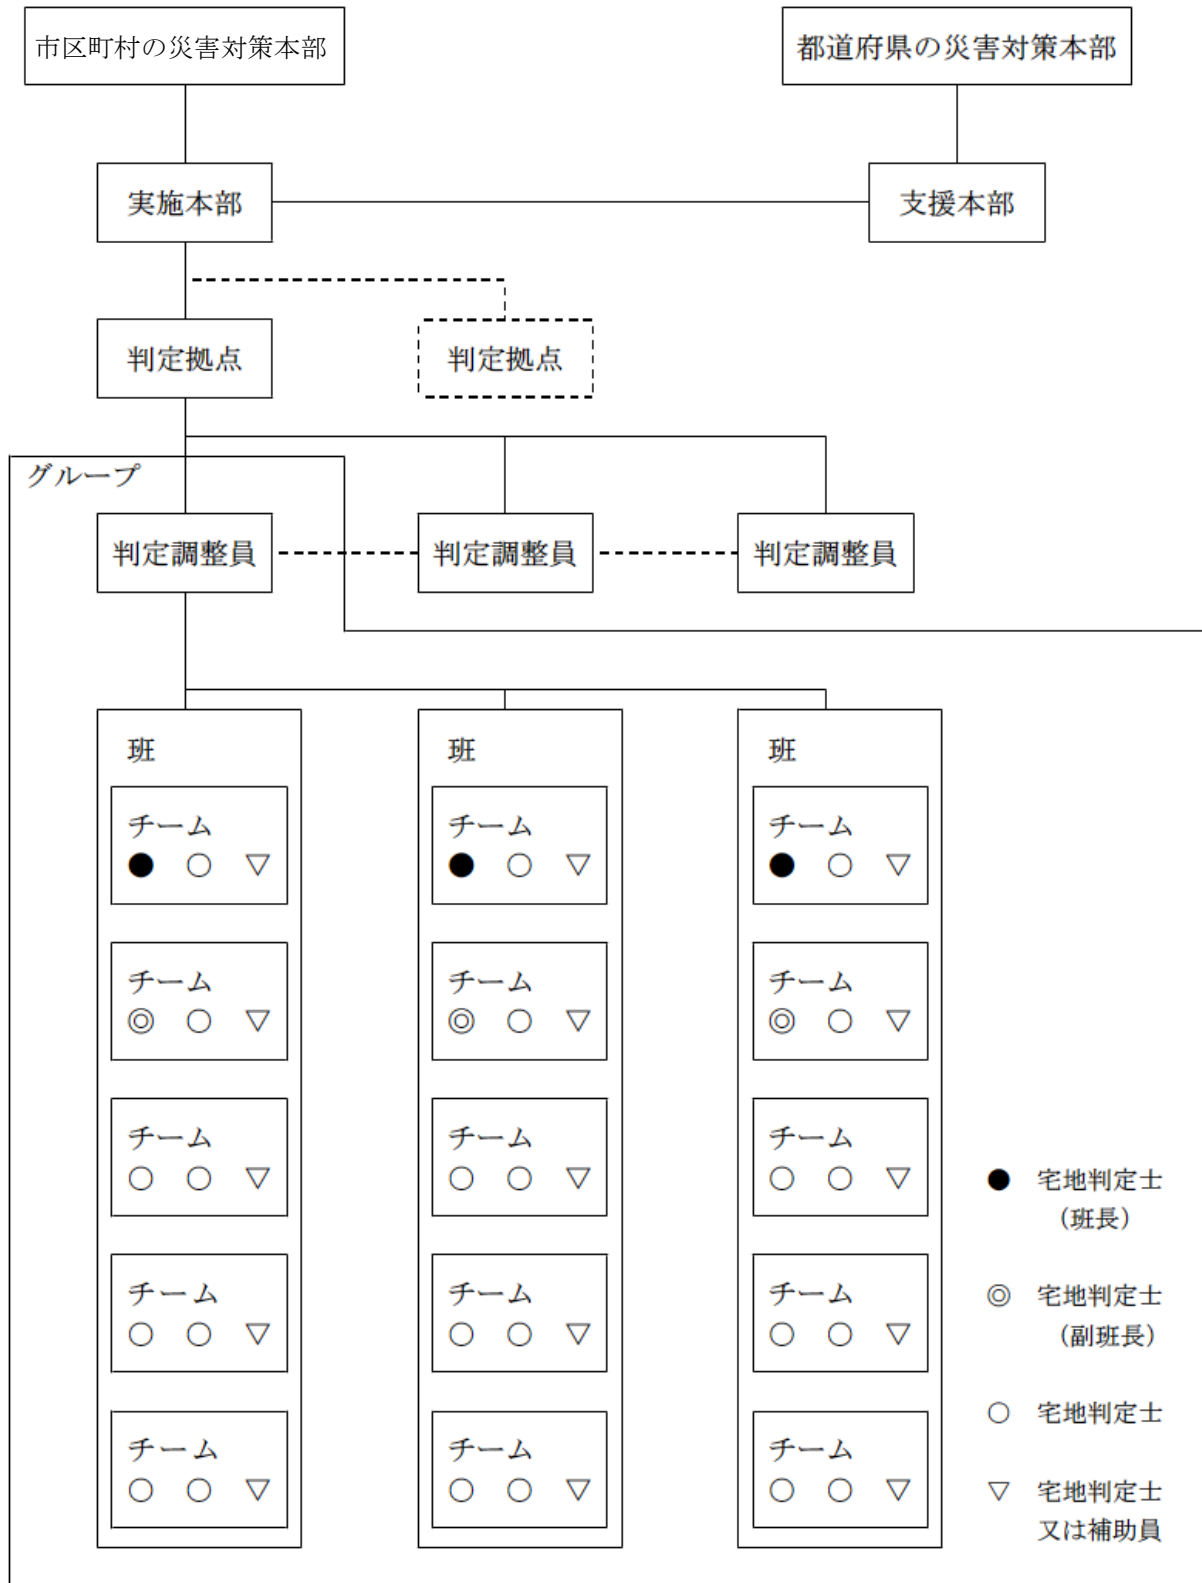 市区町村の災害対策本部
都道府県の災害対策本部
実施本部
支援本部
判定拠点
判定拠点
グループ
判定調整員
判定調整員
判定調整員
班
班
班
チーム
● ○ ▽
チーム
● ○ ▽
チーム
● ○ ▽
チーム
◎ ○ ▽
チーム
◎ ○ ▽
チーム
◎ ○ ▽
チーム
○ ○ ▽
チーム
○ ○ ▽
チーム
○ ○ ▽
チーム
○ ○ ▽
チーム
○ ○ ▽
チーム
○ ○ ▽
チーム
○ ○ ▽
チーム
○ ○ ▽
チーム
○ ○ ▽
● 宅地判定士
（班長）
◎ 宅地判定士
（副班長）
○ 宅地判定士
▽ 宅地判定士
又は補助員